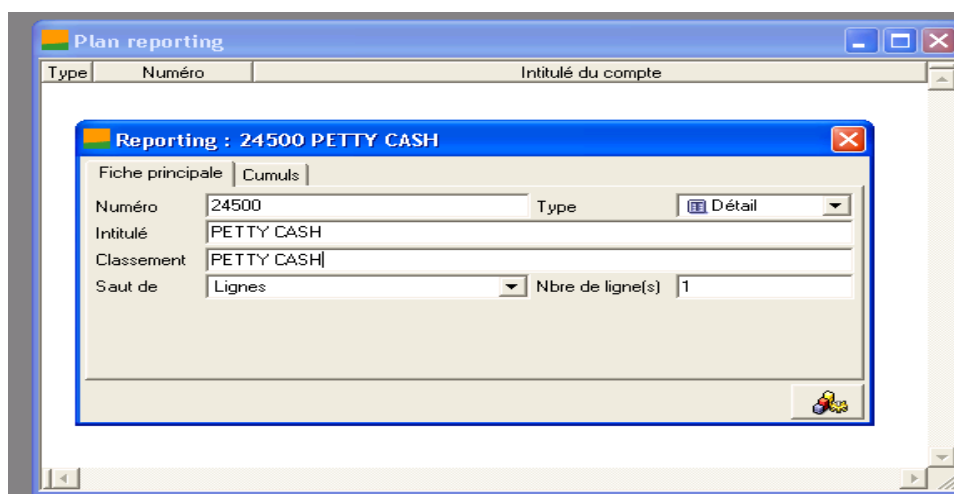 Plan reporting
Type Numéro Intitulé du compte
Reporting : 24500 PETTY CASH
Fiche principale Cumuls
Numéro 24500 Type Détail
Intitulé PETTY CASH
Classement PETTY CASH
Saut de Lignes Nbre de ligne(s) 1